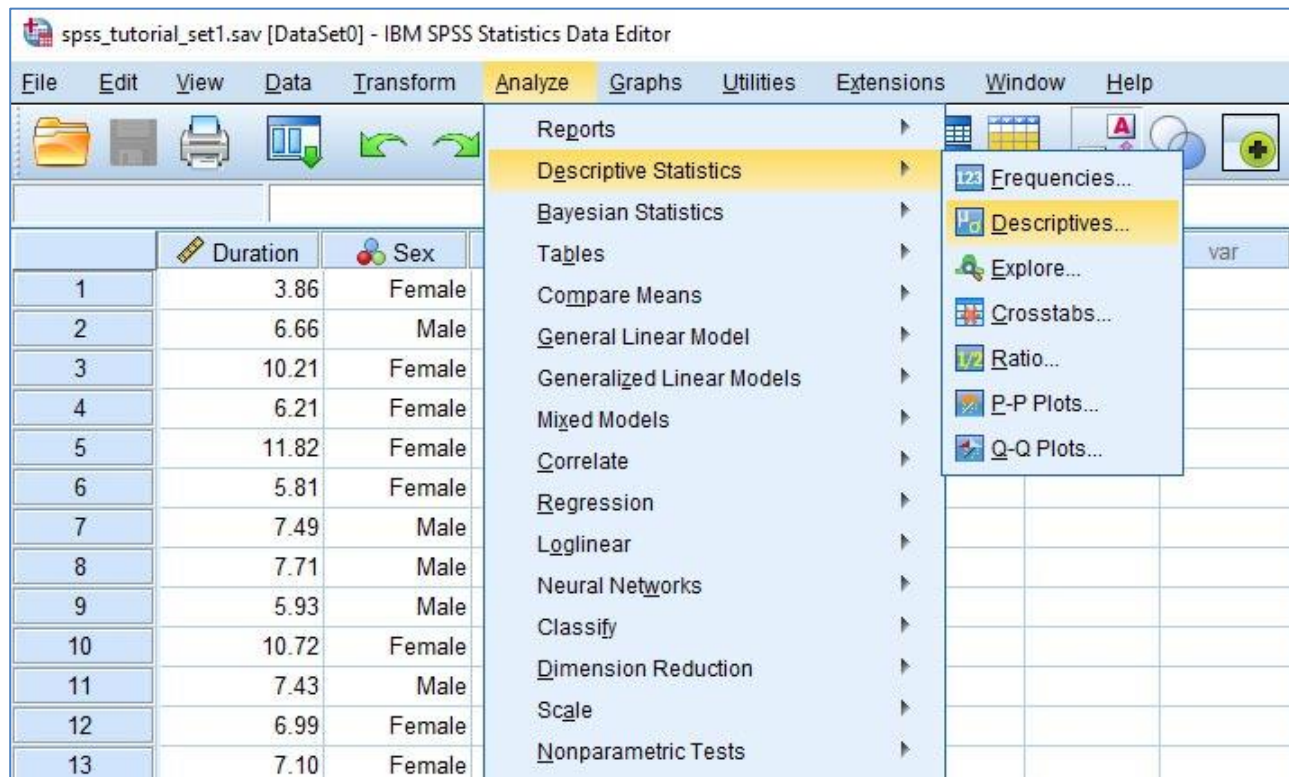 spss_tutorial_set1.sav [DataSet0] - IBM SPSS Statistics Data Editor
File Edit View Data Transform Analyze Graphs Utilities Extensions Window Help
A
Reports
Descriptive Statistics
Bayesian Statistics
Tables
Compare Means
General Linear Model
Generalized Linear Models
Mixed Models
Correlate
Regression
Loglinear
Neural Networks
Classify
Dimension Reduction
Scale
Nonparametric Tests
123 Frequencies...
Descriptives...
Explore...
Crosstabs...
1/2 Ratio...
P-P Plots...
Q-Q Plots...
Duration Sex var
1 3.86 Female
2 6.66 Male
3 10.21 Female
4 6.21 Female
5 11.82 Female
6 5.81 Female
7 7.49 Male
8 7.71 Male
9 5.93 Male
10 10.72 Female
11 7.43 Male
12 6.99 Female
13 7.10 Female